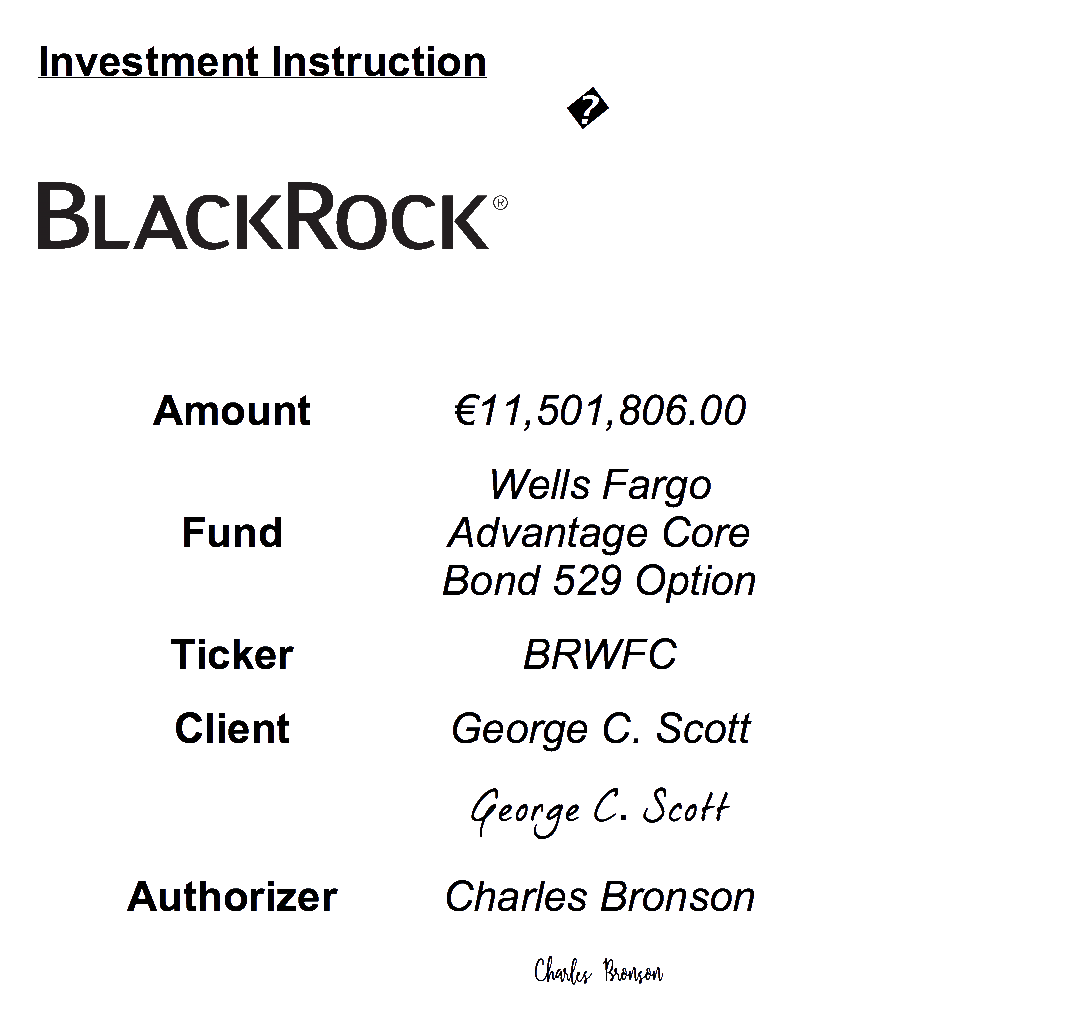 Investment Instruction
�
BLACKROCK®
Amount €11,501,806.00
Fund Wells Fargo
Advantage Core
Bond 529 Option
Ticker BRWFC
Client George C. Scott
George C. Scott
Authorizer Charles Bronson
Charles Bronson